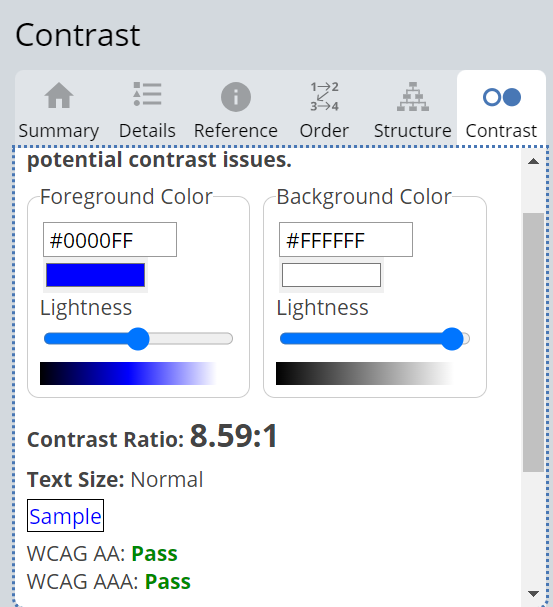 Contrast
Summary Details Reference Order Structure Contrast
1→2
3→4
potential contrast issues.
Foreground Color Background Color
#0000FF #FFFFFF
Lightness Lightness
Contrast Ratio: 8.59:1
Text Size: Normal
Sample
WCAG AA: Pass
WCAG AAA: Pass